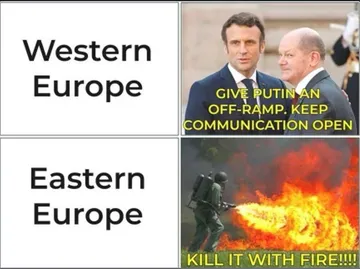 Western
Europe
GIVE PUTIN AN
OFF-RAMP. KEEP
COMMUNICATION OPEN
Eastern
Europe
KILL IT WITH FIRE!!!!